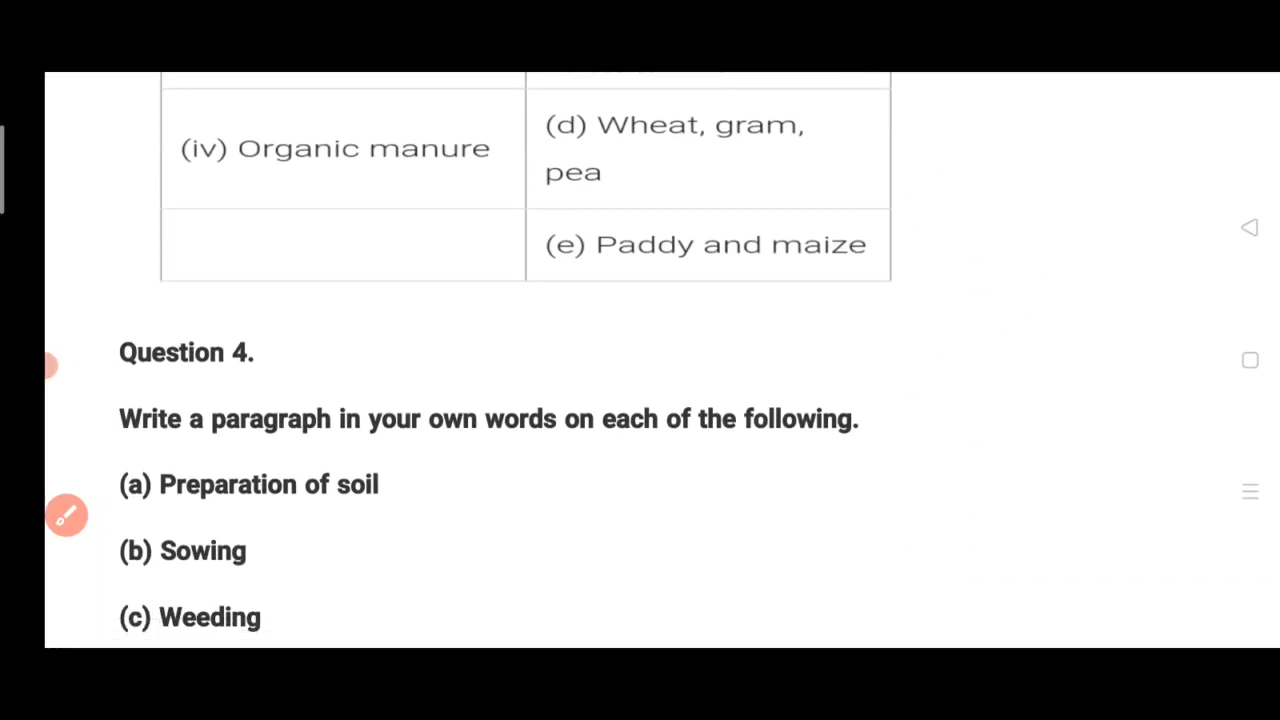 (iv) Organic manure
(d) Wheat, gram,
pea
(e) Paddy and maize
Question 4.
Write a paragraph in your own words on each of the following.
(a) Preparation of soil
(b) Sowing
(c) Weeding